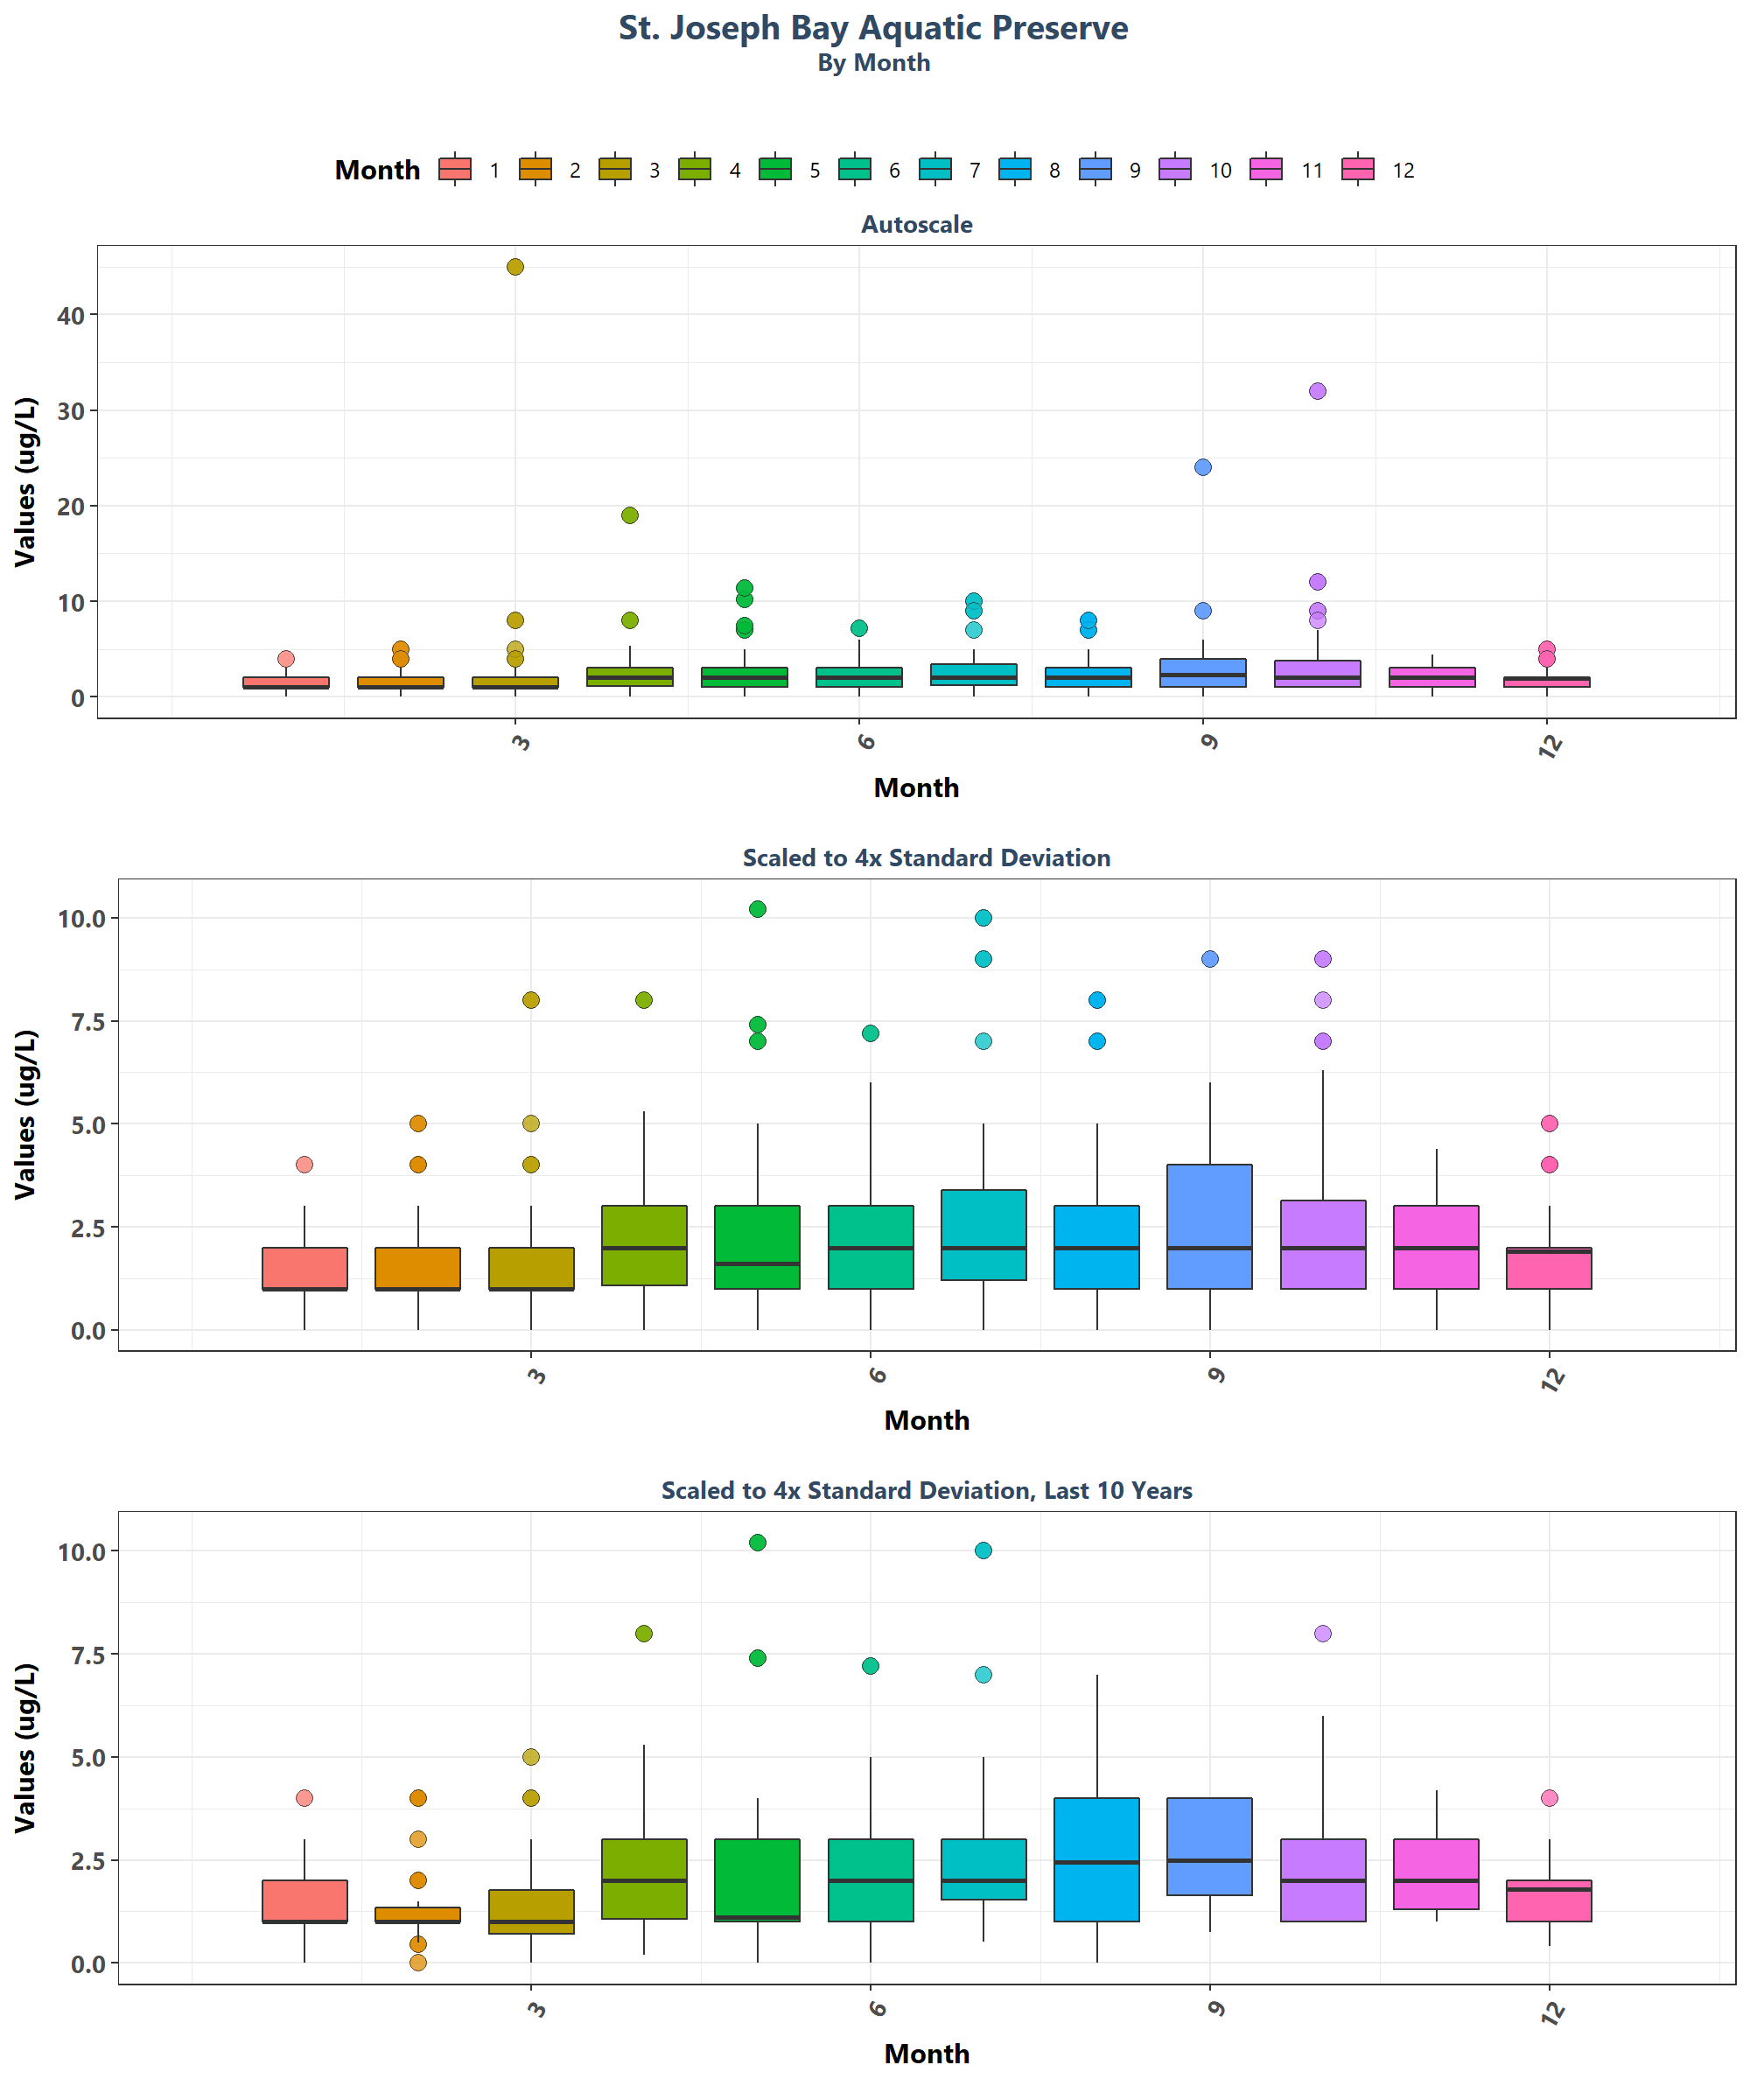 St. Joseph Bay Aquatic Preserve
By Month
Month 1 2 3 4 5 6 7 8 9 10 11 12
Autoscale
Values (ug/L)
40
30
20
10
0
3 6 9 12
Month
Scaled to 4x Standard Deviation
Values (ug/L)
10.0
7.5
5.0
2.5
0.0
3 6 9 12
Month
Scaled to 4x Standard Deviation, Last 10 Years
Values (ug/L)
10.0
7.5
5.0
2.5
0.0
3 6 9 12
Month